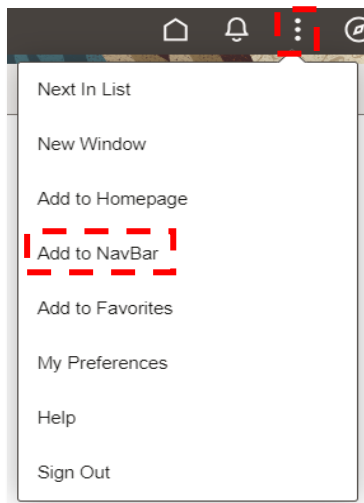 Next In List
New Window
Add to Homepage
Add to NavBar
Add to Favorites
My Preferences
Help
Sign Out